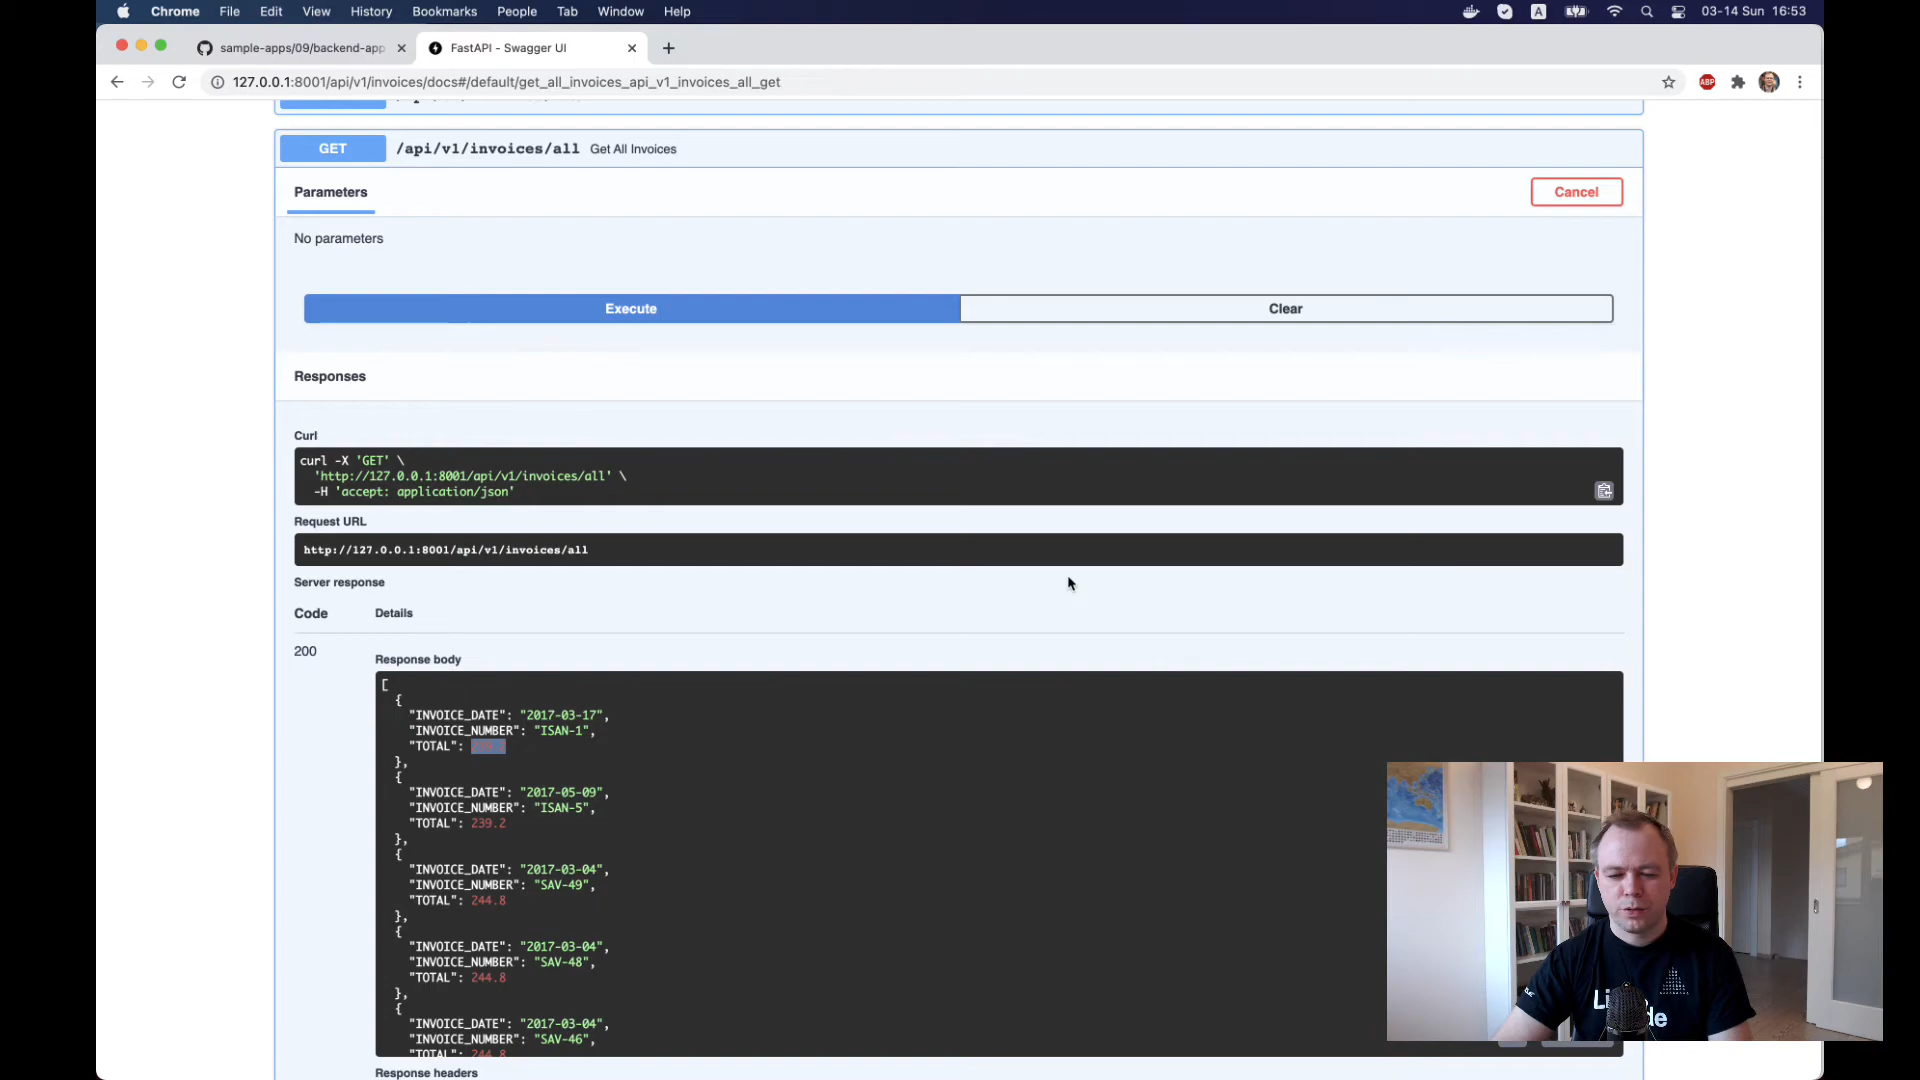 Chrome File Edit View History Bookmarks People Tab Window Help
A
03-14 Sun 16:53
sample-apps/09/backend-app
FastAPI - Swagger UI
127.0.0.1:8001/api/v1/invoices/docs#/default/get_all_invoices_api_v1_invoices_all_get
ABP
GET /api/v1/invoices/all Get All Invoices
Parameters
Cancel
No parameters
Execute
Clear
Responses
Curl
curl -X 'GET' \
'http://127.0.0.1:8001/api/v1/invoices/all' \
-H 'accept: application/json'
Request URL
http://127.0.0.1:8001/api/v1/invoices/all
Server response
Code Details
200
Response body
[
{
"INVOICE_DATE": "2017-03-17",
"INVOICE_NUMBER": "ISAN-1",
"TOTAL":
},
{
"INVOICE_DATE": "2017-05-09",
"INVOICE_NUMBER": "ISAN-5",
"TOTAL": 239.2
},
{
"INVOICE_DATE": "2017-03-04",
"INVOICE_NUMBER": "SAV-49",
"TOTAL": 244.8
},
{
"INVOICE_DATE": "2017-03-04",
"INVOICE_NUMBER": "SAV-48",
"TOTAL": 244.8
},
{
"INVOICE_DATE": "2017-03-04",
"INVOICE_NUMBER": "SAV-46",
"TOTAL": 244.8
Response headers